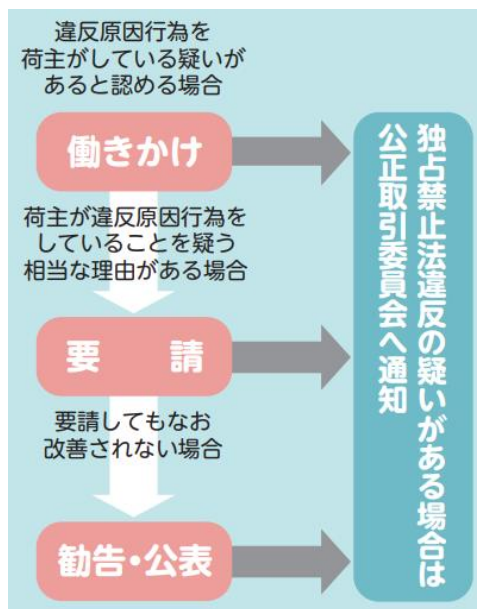 違反原因行為を
荷主がしている疑いが
あると認める場合
働きかけ
荷主が違反原因行為を
していることを疑う
相当な理由がある場合
要　請
要請してもなお
改善されない場合
勧告・公表
独占禁止法違反の疑いがある場合は
公正取引委員会へ通知